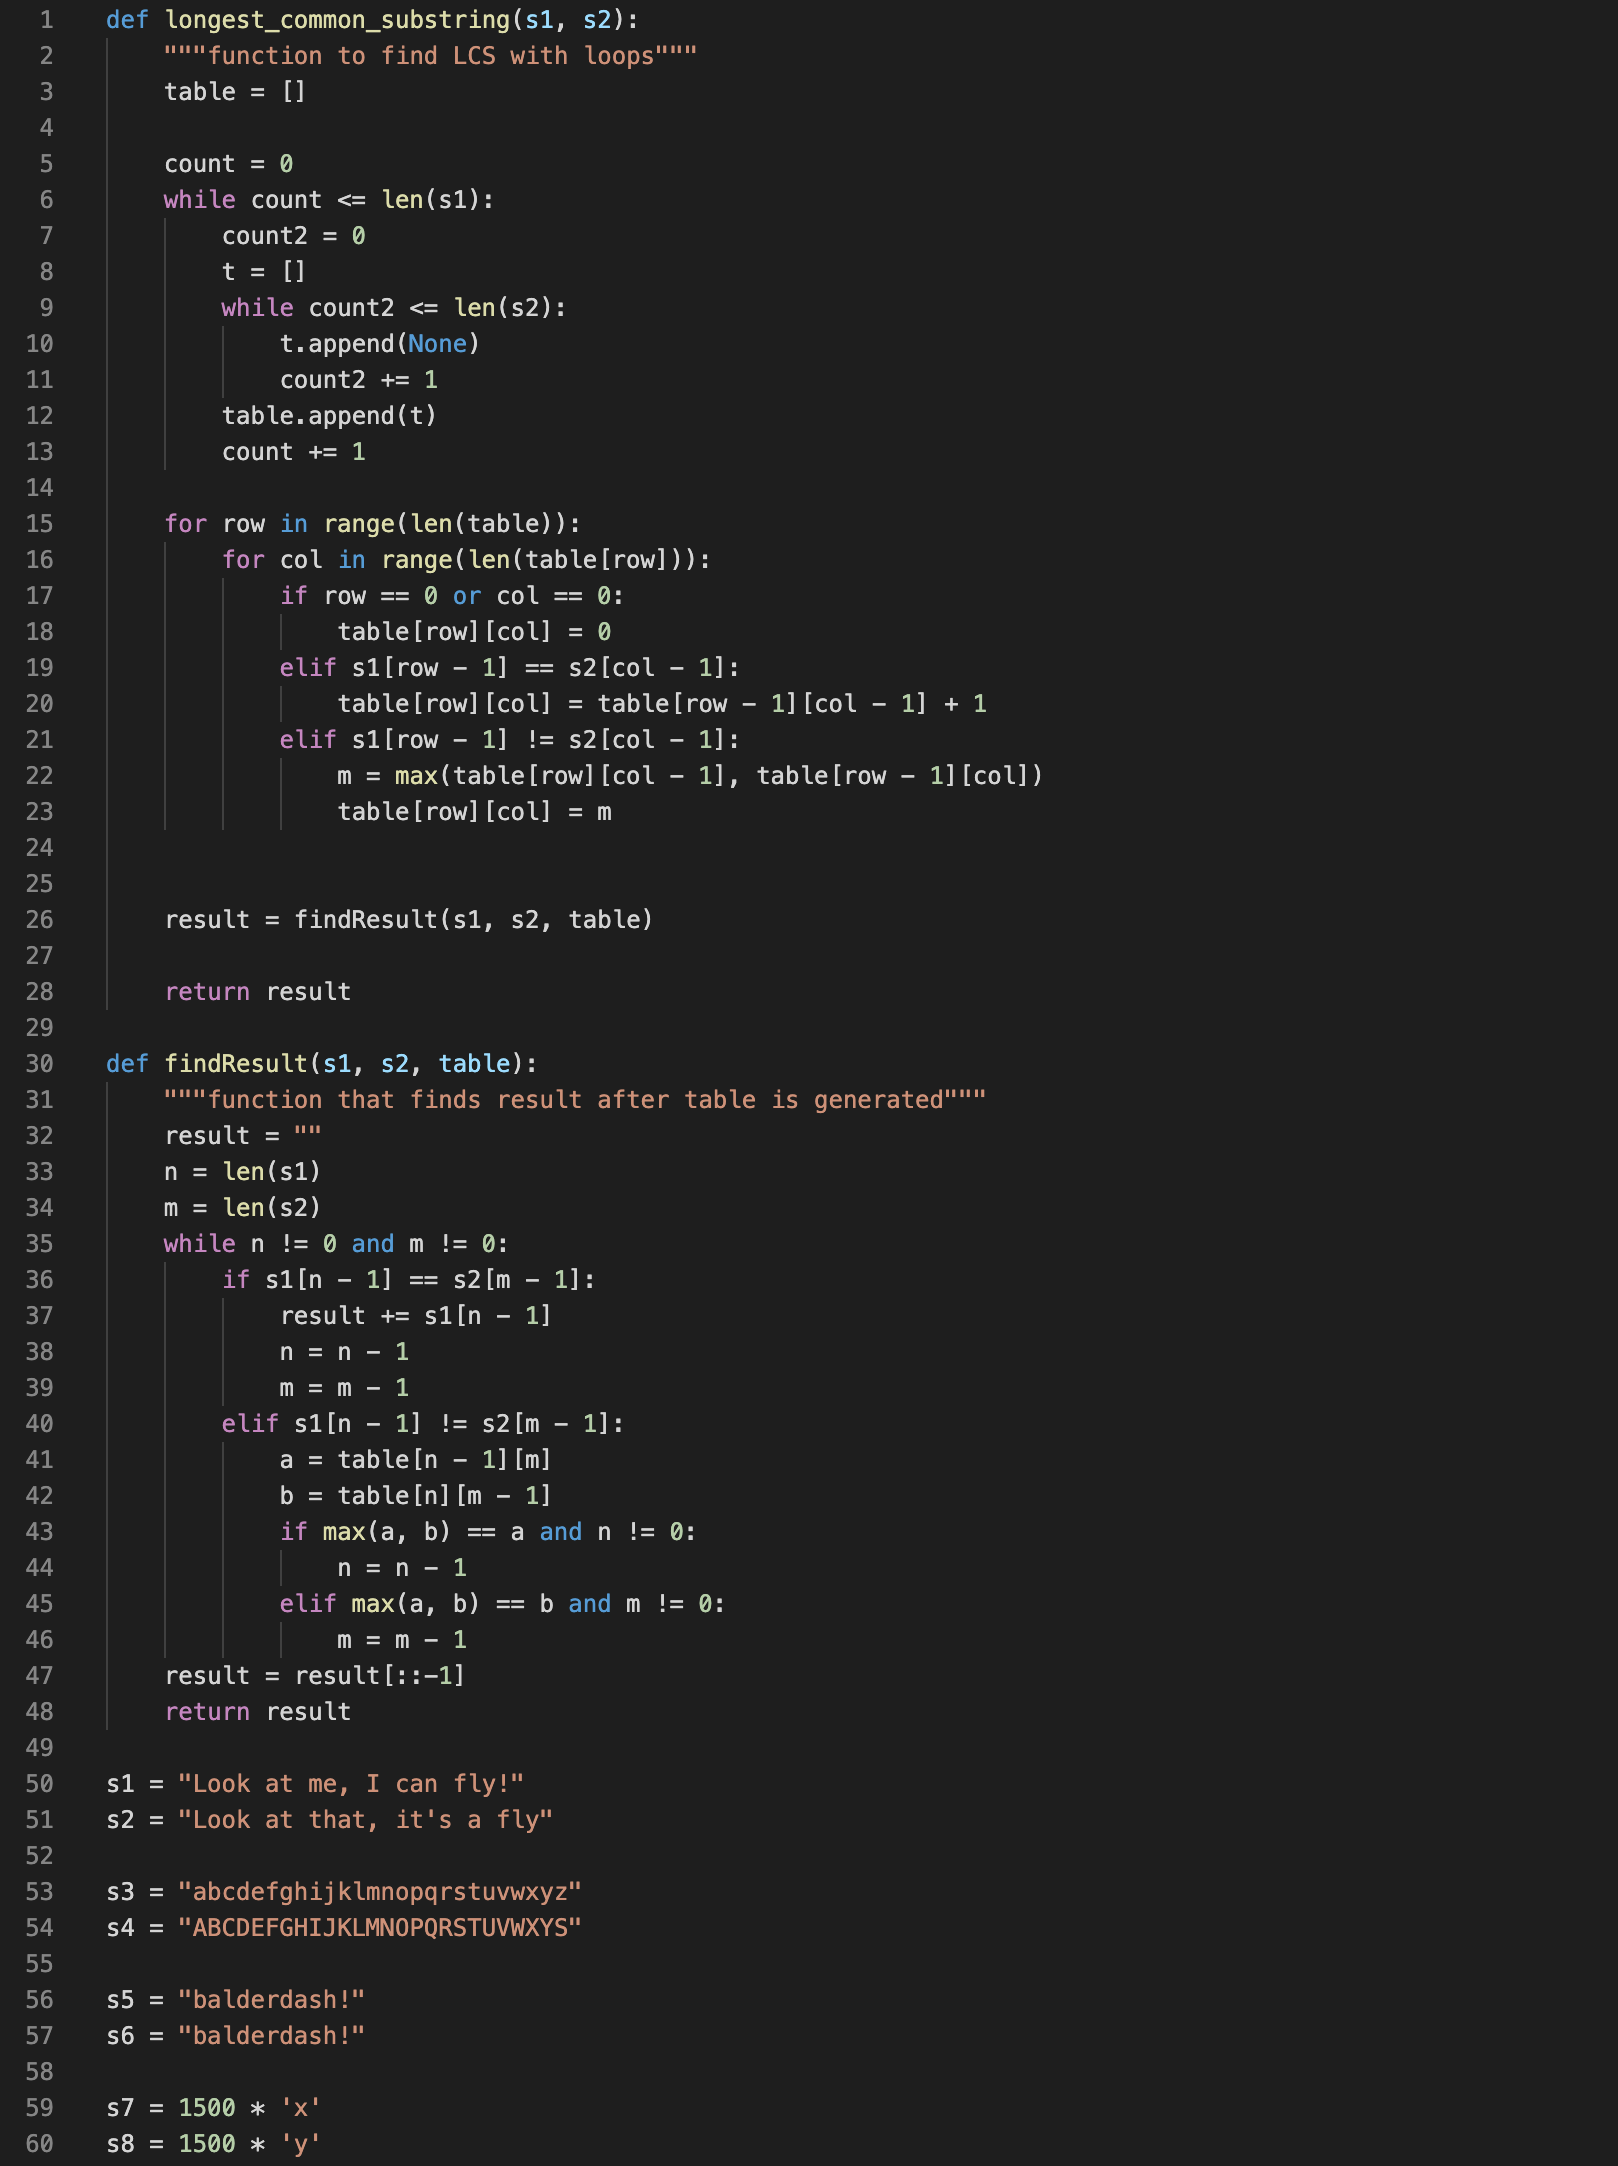 1 def longest_common_substring(s1, s2):
2 """function to find LCS with loops"""
3 table = []
4
5 count = 0
6 while count <= len(s1):
7 count2 = 0
8 t = []
9 while count2 <= len(s2):
10 t.append(None)
11 count2 += 1
12 table.append(t)
13 count += 1
14
15 for row in range(len(table)):
16 for col in range(len(table[row])):
17 if row == 0 or col == 0:
18 table[row][col] = 0
19 elif s1[row - 1] == s2[col - 1]:
20 table[row][col] = table[row - 1][col - 1] + 1
21 elif s1[row - 1] != s2[col - 1]:
22 m = max(table[row][col - 1], table[row - 1][col])
23 table[row][col] = m
24
25
26 result = findResult(s1, s2, table)
27
28 return result
29
30 def findResult(s1, s2, table):
31 """function that finds result after table is generated"""
32 result = ""
33 n = len(s1)
34 m = len(s2)
35 while n != 0 and m != 0:
36 if s1[n - 1] == s2[m - 1]:
37 result += s1[n - 1]
38 n = n - 1
39 m = m - 1
40 elif s1[n - 1] != s2[m - 1]:
41 a = table[n - 1][m]
42 b = table[n][m - 1]
43 if max(a, b) == a and n != 0:
44 n = n - 1
45 elif max(a, b) == b and m != 0:
46 m = m - 1
47 result = result[::-1]
48 return result
49
50 s1 = "Look at me, I can fly!"
51 s2 = "Look at that, it's a fly"
52
53 s3 = "abcdefghijklmnopqrstuvwxyz"
54 s4 = "ABCDEFGHIJKLMNOPQRSTUVWXYS"
55
56 s5 = "balderdash!"
57 s6 = "balderdash!"
58
59 s7 = 1500 * 'x'
60 s8 = 1500 * 'y'